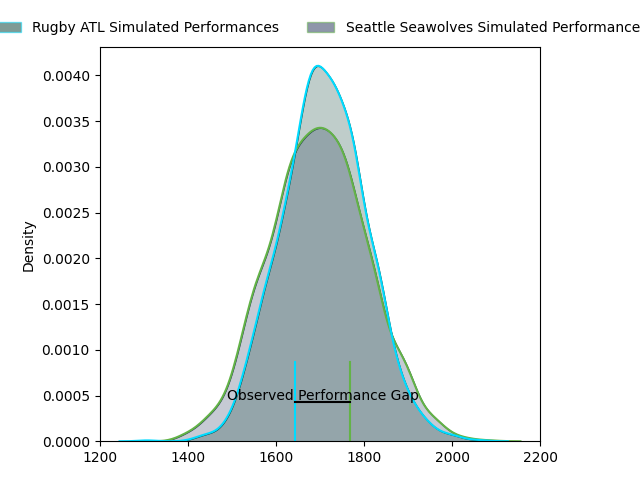 Rugby ATL Simulated Performances
Seattle Seawolves Simulated Performance
0.0040
0.0035
0.0030
0.0025
0.0020
0.0015
0.0010
0.0005
0.0000
Density
Observed Performance Gap
1200 1400 1600 1800 2000 2200